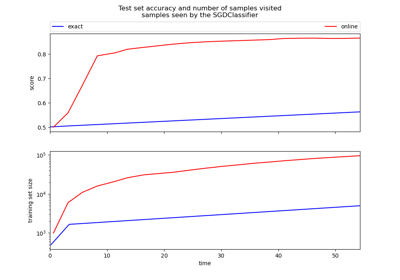 Test set accuracy and number of samples visited
samples seen by the SGDClassifier
exact
online
0.8
0.7
0.6
0.5
score
10⁵
10⁴
10³
training set size
0
10
20
30
40
50
time